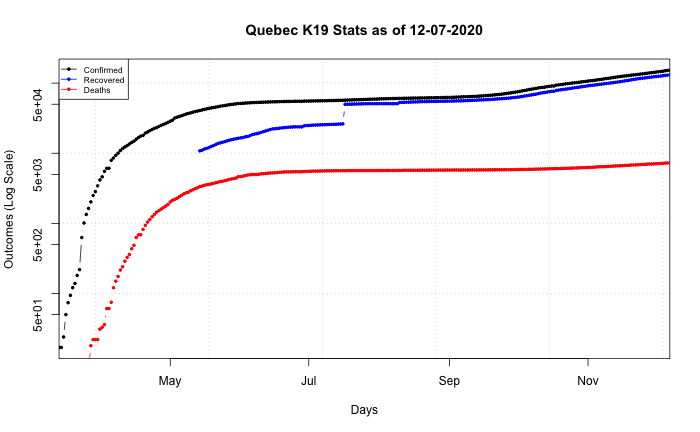 Quebec K19 Stats as of 12-07-2020
Confirmed
Recovered
Deaths
Outcomes (Log Scale)
5e+04
5e+03
5e+02
5e+01
May Jul Sep Nov
Days